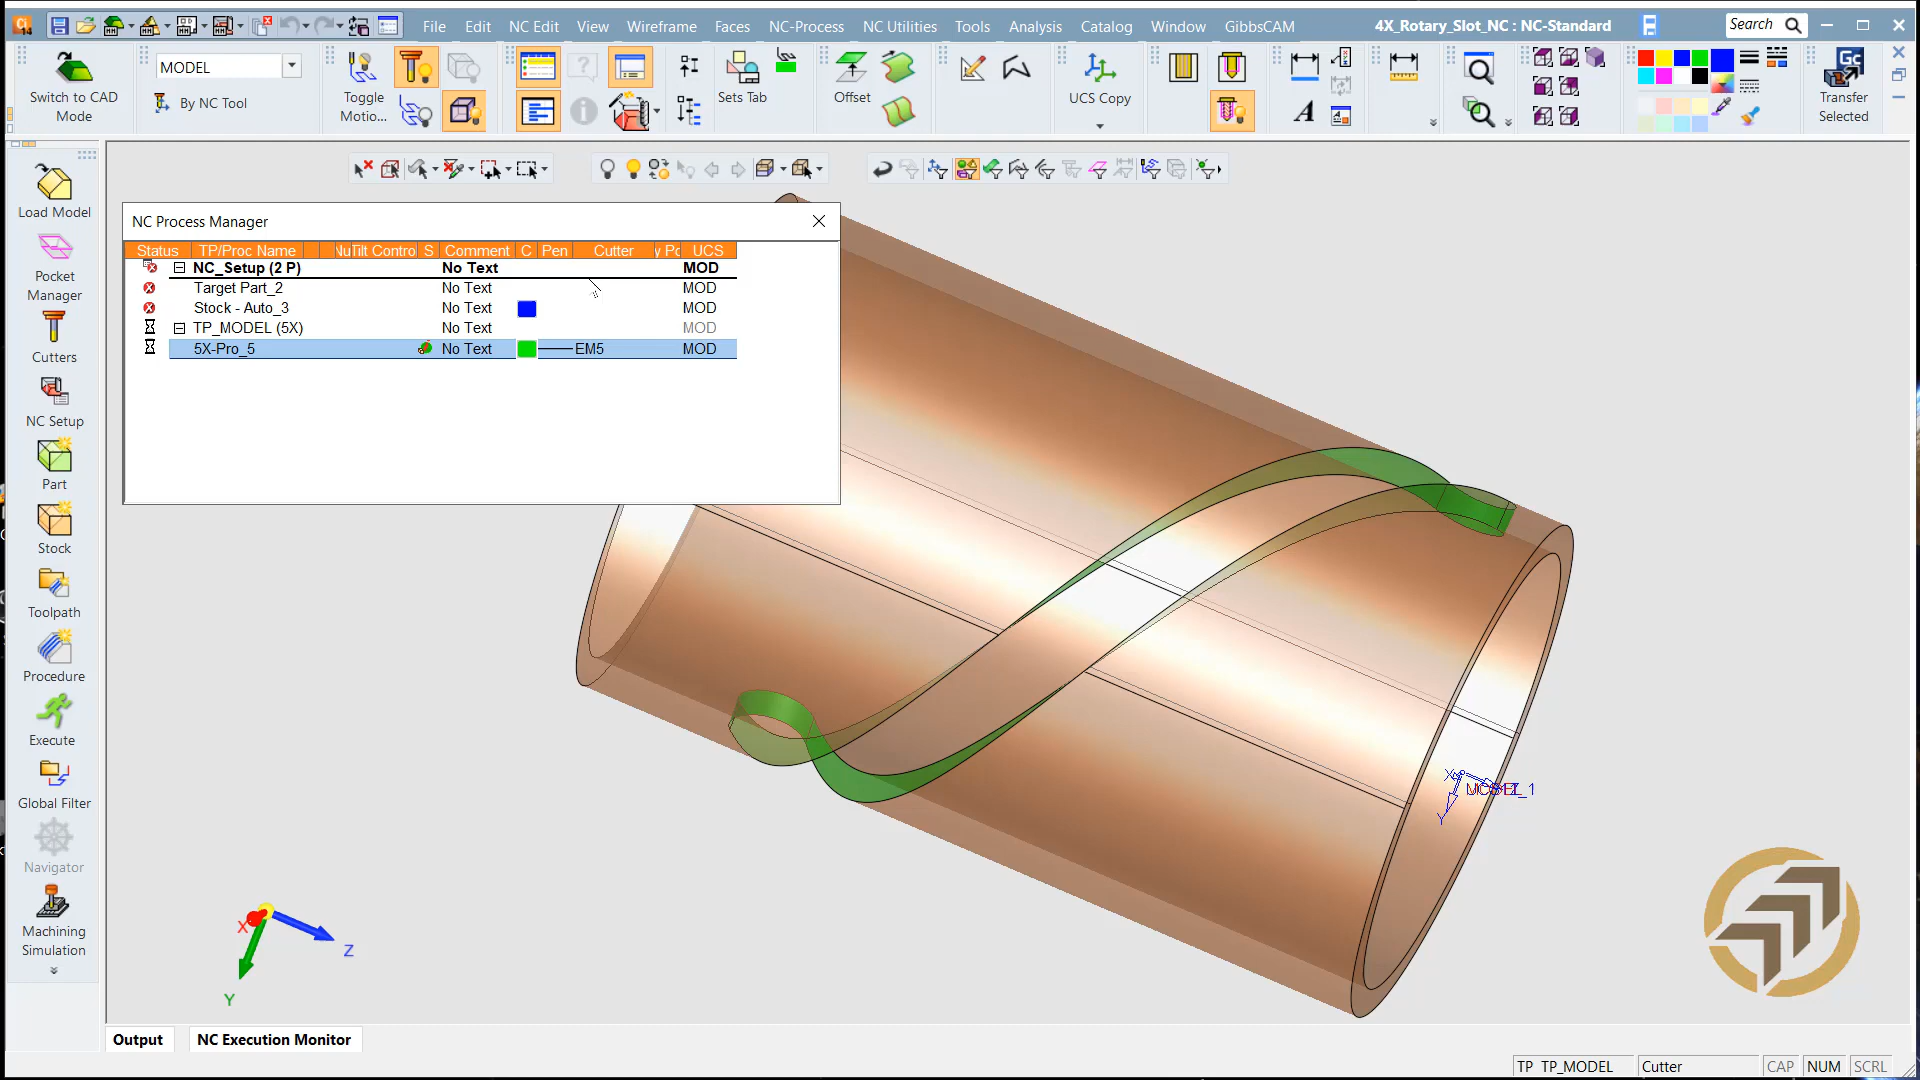 File Edit NC Edit View Wireframe Faces NC-Process NC Utilities Tools Analysis Catalog Window GibbsCAM
4X_Rotary_Slot_NC : NC-Standard
Search
Switch to CAD Mode
MODEL
By NC Tool
Toggle Motio...
Sets Tab
Offset
UCS Copy
A
Gc
Transfer Selected
Load Model
Pocket Manager
Cutters
NC Setup
Part
Stock
Toolpath
Procedure
Execute
Global Filter
Navigator
Machining Simulation
NC Process Manager
Status TP/Proc Name Tilt Contro S Comment C Pen Cutter UCS
NC_Setup (2 P) No Text MOD
Target Part_2 No Text MOD
Stock - Auto_3 No Text MOD
TP_MODEL (5X) No Text MOD
5X-Pro_5 No Text EM5 MOD
X
Y
X
Z
Y
Output NC Execution Monitor
TP TP_MODEL Cutter CAP NUM SCRL